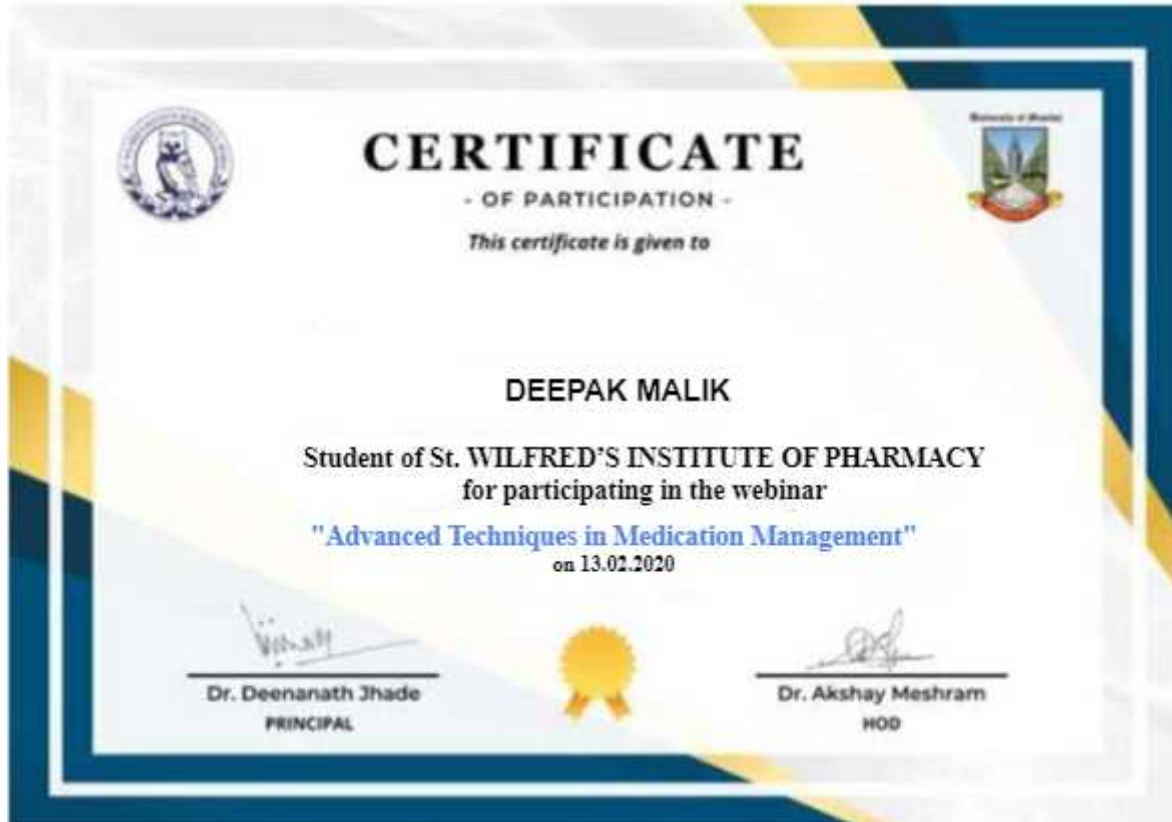 CERTIFICATE
- OF PARTICIPATION -
This certificate is given to
DEEPAK MALIK
Student of St. WILFRED’S INSTITUTE OF PHARMACY
for participating in the webinar
"Advanced Techniques in Medication Management"
on 13.02.2020
Dr. Deenanath Jhade
PRINCIPAL
Dr. Akshay Meshram
HOD